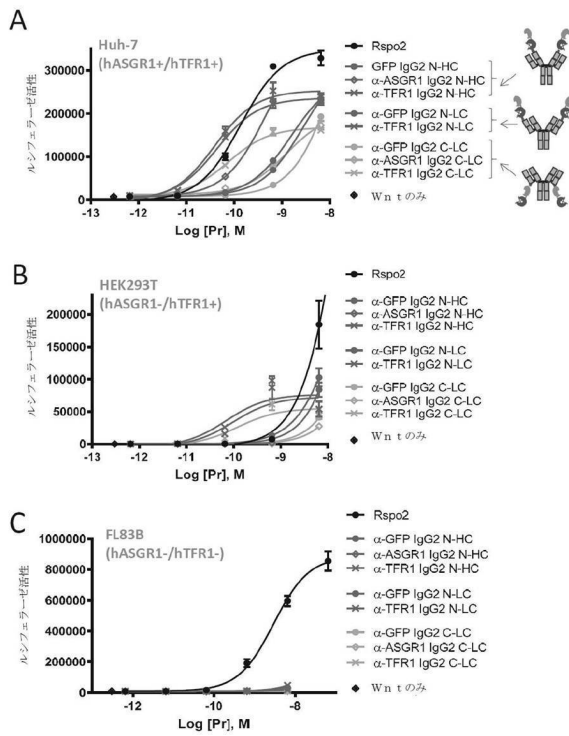 A
Huh-7
(hASGR1+/hTFR1+)
ルシフェラーゼ活性
300000
200000
100000
0
-13
-12
-11
-10
-9
-8
Log [Pr], M
Rspo2
GFP IgG2 N-HC
α-ASGR1 IgG2 N-HC
α-TFR1 IgG2 N-HC
α-GFP IgG2 N-LC
α-TFR1 IgG2 N-LC
α-GFP IgG2 C-LC
α-ASGR1 IgG2 C-LC
α-TFR1 IgG2 C-LC
Wntのみ
B
HEK293T
(hASGR1-/hTFR1+)
ルシフェラーゼ活性
200000
150000
100000
50000
0
-13
-12
-11
-10
-9
-8
Log [Pr], M
Rspo2
α-GFP IgG2 N-HC
α-ASGR1 IgG2 N-HC
α-TFR1 IgG2 N-HC
α-GFP IgG2 N-LC
α-TFR1 IgG2 N-LC
α-GFP IgG2 C-LC
α-ASGR1 IgG2 C-LC
α-TFR1 IgG2 C-LC
Wntのみ
C
FL83B
(hASGR1-/hTFR1-)
ルシフェラーゼ活性
1000000
800000
600000
400000
200000
0
-12
-10
-8
Log [Pr], M
Rspo2
α-GFP IgG2 N-HC
α-ASGR1 IgG2 N-HC
α-TFR1 IgG2 N-HC
α-GFP IgG2 N-LC
α-TFR1 IgG2 N-LC
α-GFP IgG2 C-LC
α-ASGR1 IgG2 C-LC
α-TFR1 IgG2 C-LC
Wntのみ